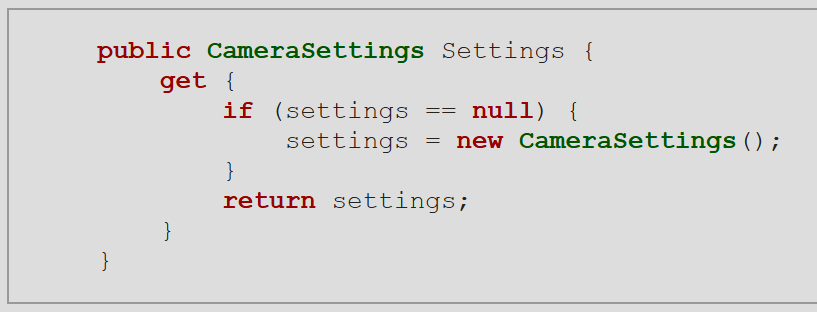 public CameraSettings Settings {
get {
if (settings == null) {
settings = new CameraSettings();
}
return settings;
}
}